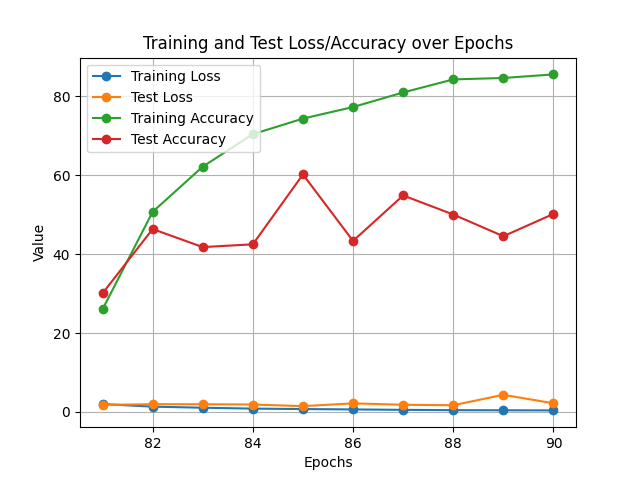 Training and Test Loss/Accuracy over Epochs
Training Loss
Test Loss
Training Accuracy
Test Accuracy
80
60
40
20
0
Value
82 84 86 88 90
Epochs